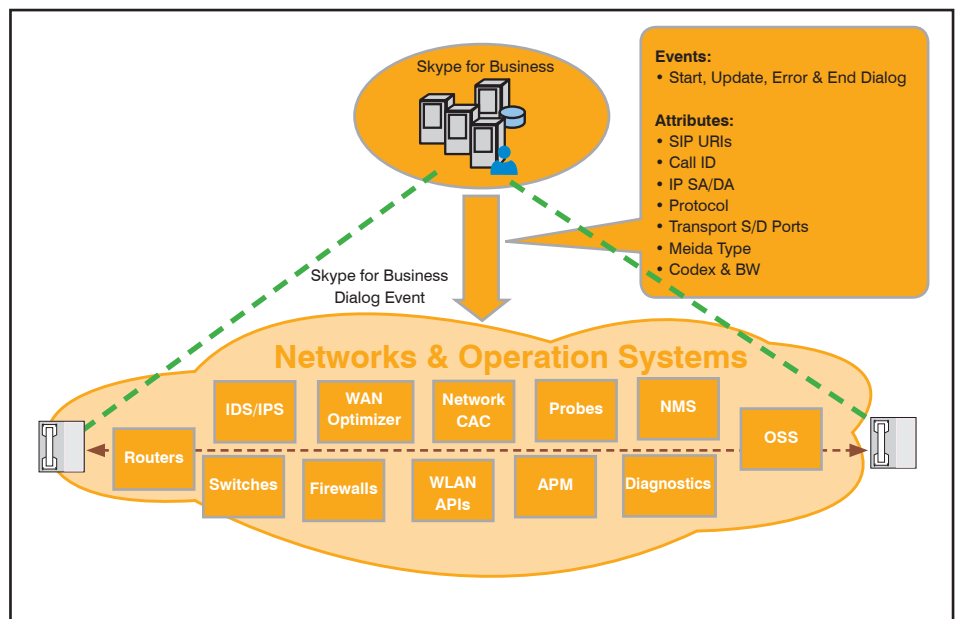 Skype for Business
Events:
• Start, Update, Error & End Dialog
Attributes:
• SIP URIs
• Call ID
• IP SA/DA
• Protocol
• Transport S/D Ports
• Meida Type
• Codex & BW
Skype for Business
Dialog Event
Networks & Operation Systems
IDS/IPS
WAN
Optimizer
Network
CAC
Probes
NMS
OSS
Routers
Switches
Firewalls
WLAN
APIs
APM
Diagnostics